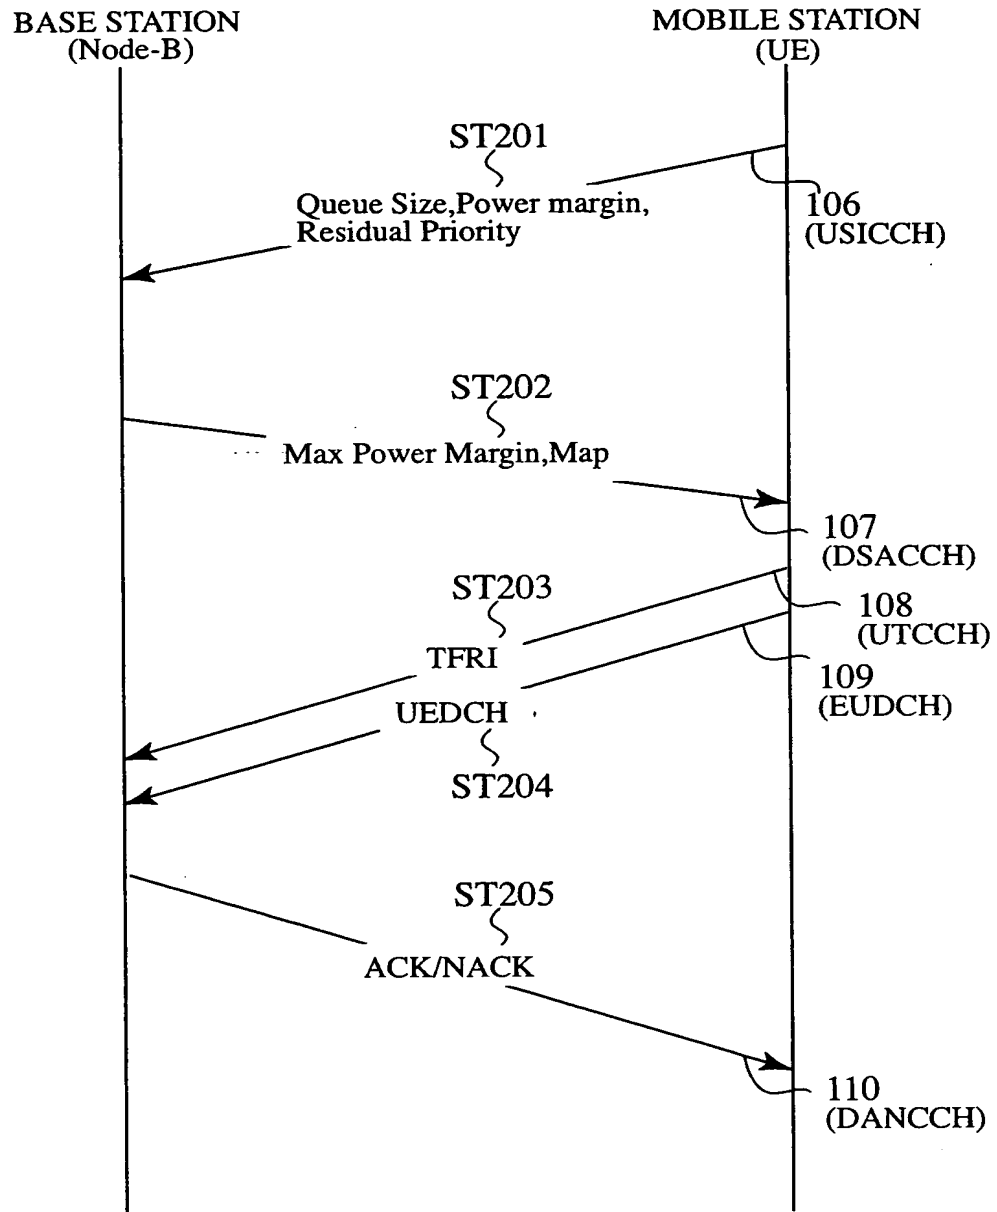 BASE STATION
(Node-B)
MOBILE STATION
(UE)
ST201
Queue Size,Power margin,
Residual Priority
106
(USICCH)
ST202
Max Power Margin,Map
107
(DSACCH)
ST203
TFRI
108
(UTCCH)
UEDCH
109
(EUDCH)
ST204
ST205
ACK/NACK
110
(DANCCH)